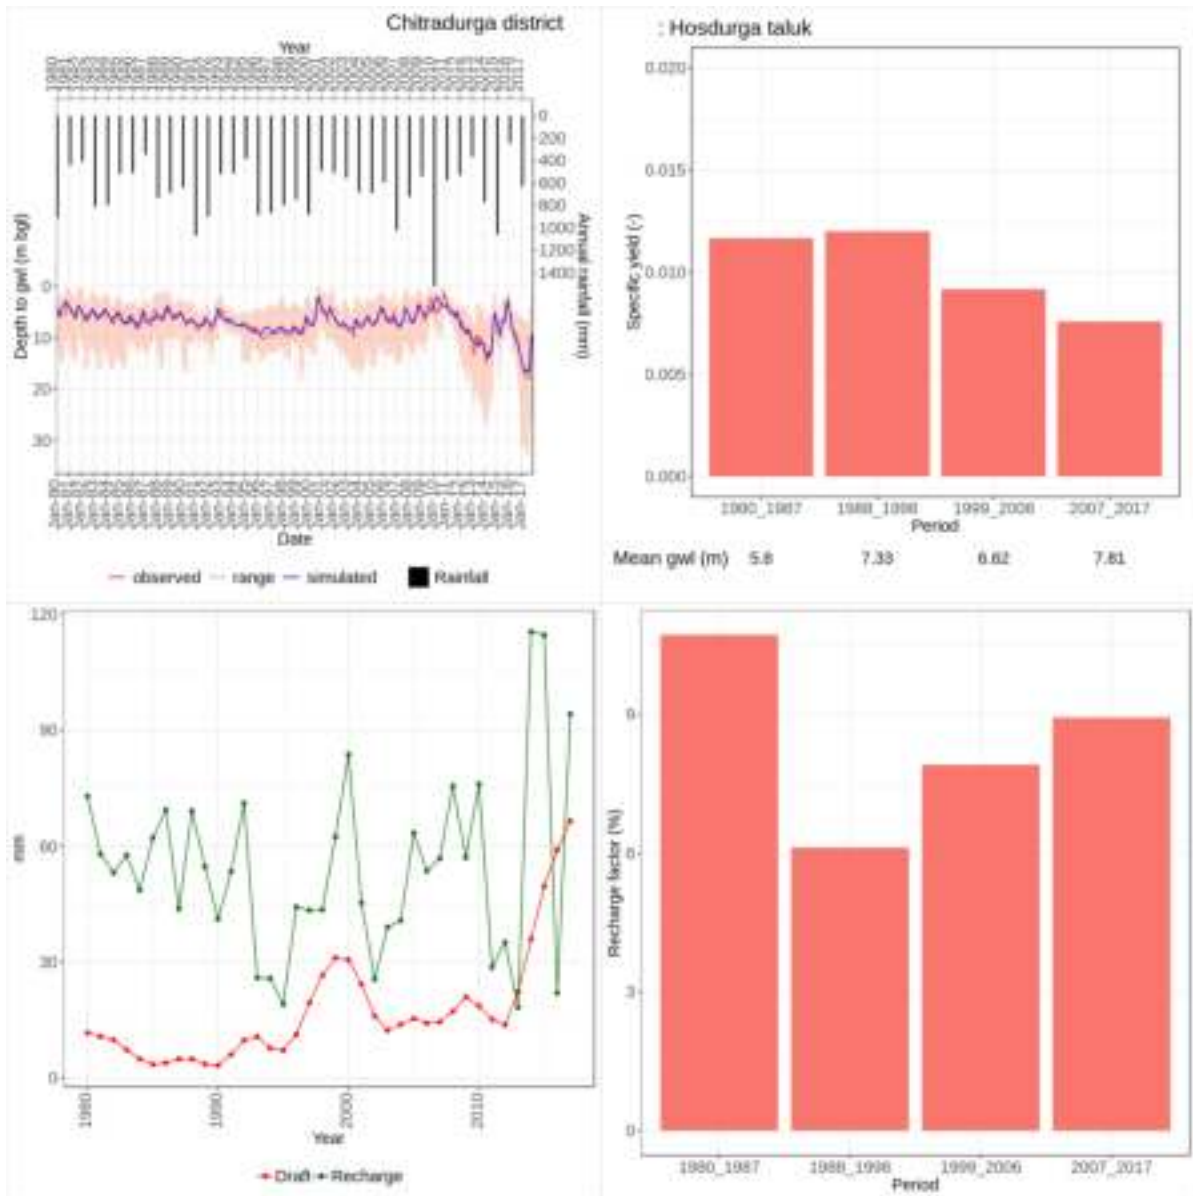 Chitradurga district
: Hosdurga taluk
Year
0
200
400
600
800
1000
1200
1400
Annual rainfall (mm)
Depth to gwl (m bgl)
0
10
20
30
Date
observed range simulated Rainfall
Specific yield (-)
0.020
0.015
0.010
0.005
0.000
1980_1987 1988_1998 1999_2006 2007_2017
Period
Mean gwl (m) 5.8 7.33 6.62 7.81
mm
120
90
60
30
0
1980 1990 2000 2010
Year
Draft Recharge
Recharge factor (%)
9
6
3
0
1980_1987 1988_1998 1999_2006 2007_2017
Period